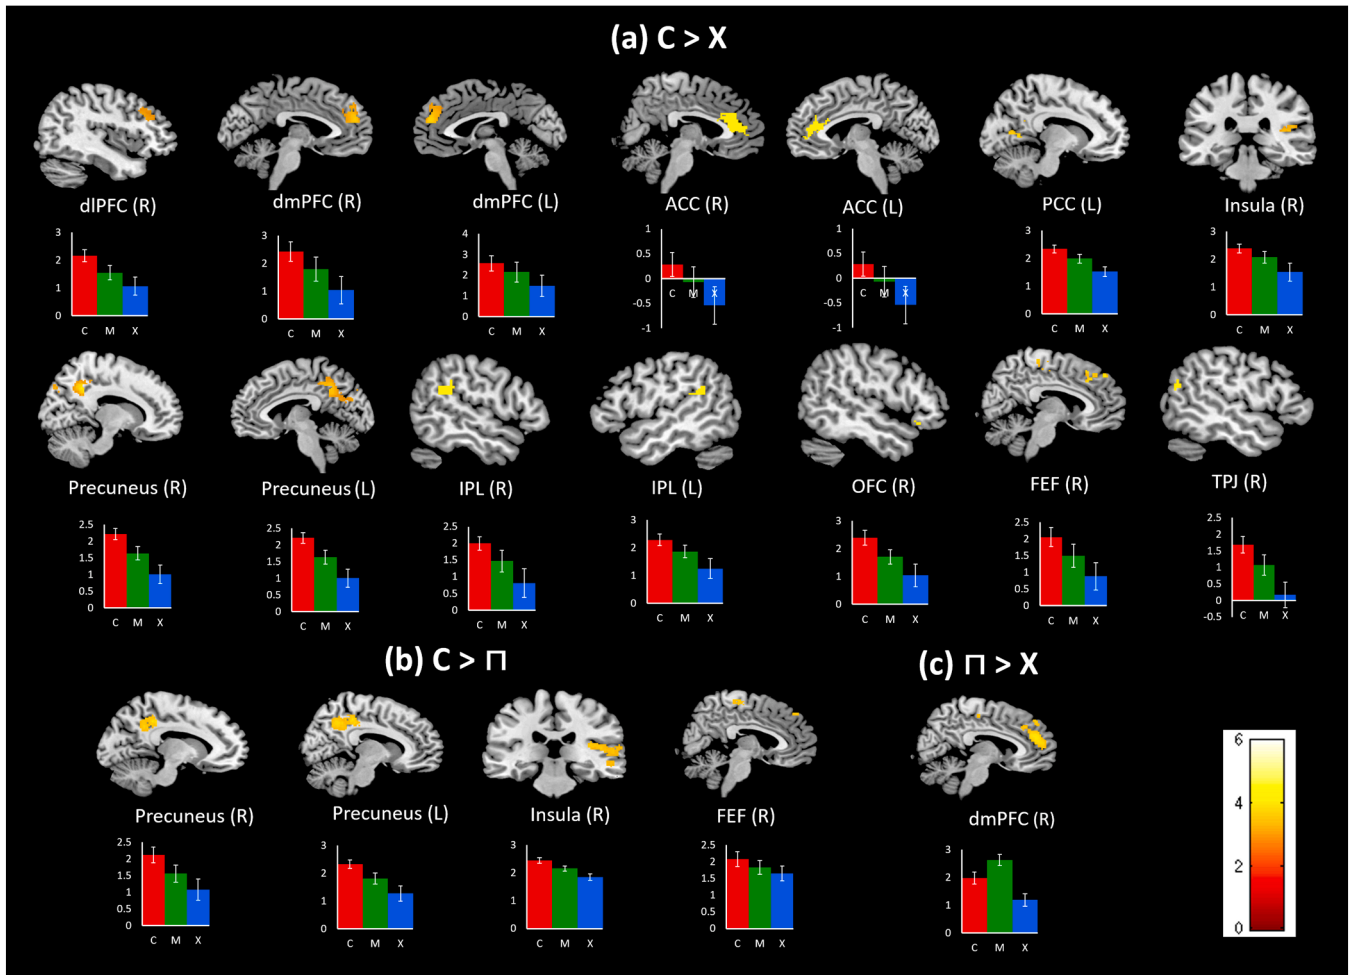 (a) C > X
dlPFC (R)
dmPFC (R)
dmPFC (L)
ACC (R)
ACC (L)
PCC (L)
Insula (R)
3
2
1
0
C M X
3
2
1
0
C M X
4
3
2
1
0
C M X
1
0.5
0
-0.5
-1
C M X
1
0.5
0
-0.5
-1
C M X
3
2
1
0
C M X
3
2
1
0
C M X
Precuneus (R)
Precuneus (L)
IPL (R)
IPL (L)
OFC (R)
FEF (R)
TPJ (R)
2.5
2
1.5
1
0.5
0
C M X
2.5
2
1.5
1
0.5
0
C M X
2.5
2
1.5
1
0.5
0
C M X
3
2
1
0
C M X
3
2
1
0
C M X
2.5
2
1.5
1
0.5
0
C M X
2.5
2
1.5
1
0.5
0
-0.5
C M X
(b) C > Π
(c) Π > X
Precuneus (R)
Precuneus (L)
Insula (R)
FEF (R)
dmPFC (R)
2.5
2
1.5
1
0.5
0
C M X
3
2
1
0
C M X
3
2
1
0
C M X
2.5
2
1.5
1
0.5
0
C M X
3
2
1
0
C M X
6
4
2
0